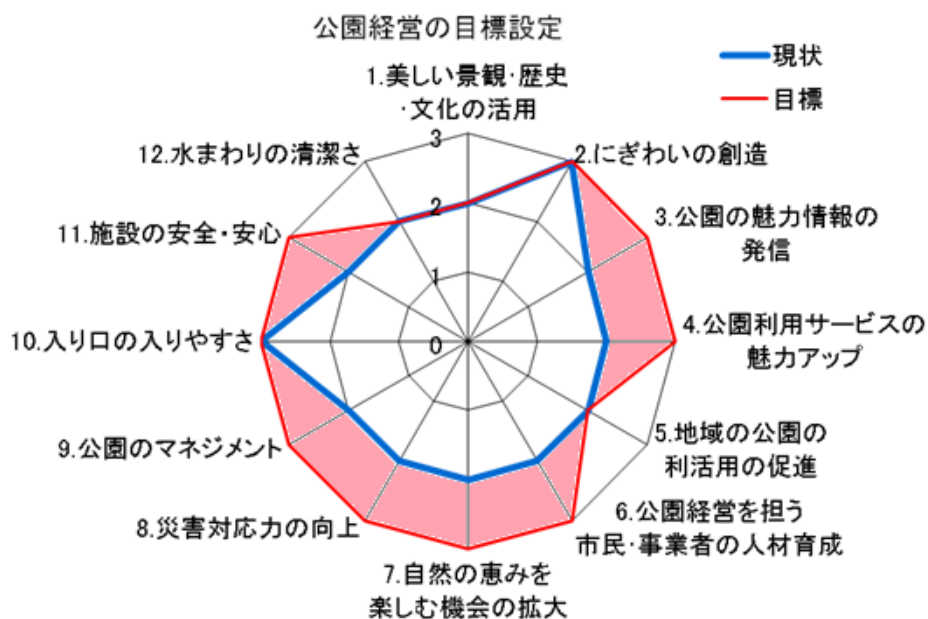 公園経営の目標設定
現状
目標
1.美しい景観･歴史
･文化の活用
2.にぎわいの創造
3.公園の魅力情報の
発信
4.公園利用サービスの
魅力アップ
5.地域の公園の
利活用の促進
6.公園経営を担う
市民･事業者の人材育成
7.自然の恵みを
楽しむ機会の拡大
8.災害対応力の向上
9.公園のマネジメント
10.入り口の入りやすさ
11.施設の安全･安心
12.水まわりの清潔さ
3
2
1
0